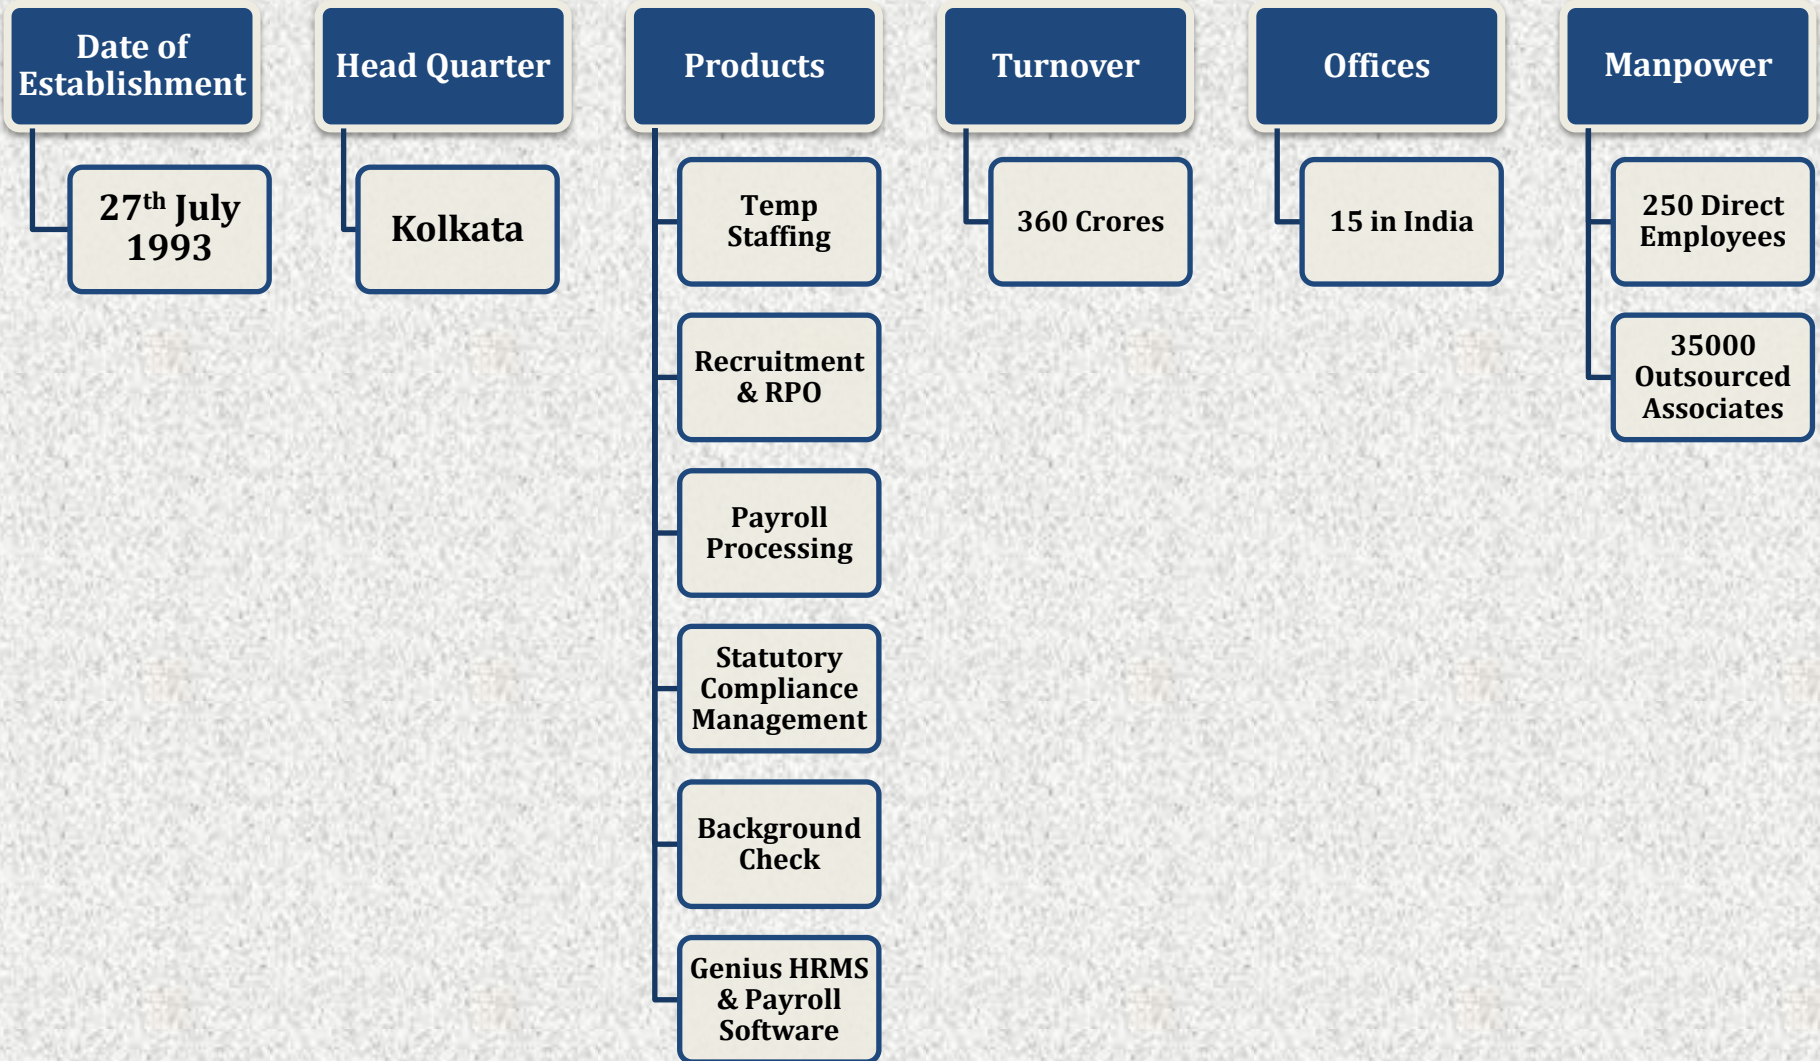 Date of
Establishment
27th July
1993
Head Quarter
Kolkata
Products
Temp
Staffing
Recruitment
& RPO
Payroll
Processing
Statutory
Compliance
Management
Background
Check
Genius HRMS
& Payroll
Software
Turnover
360 Crores
Offices
15 in India
Manpower
250 Direct
Employees
35000
Outsourced
Associates